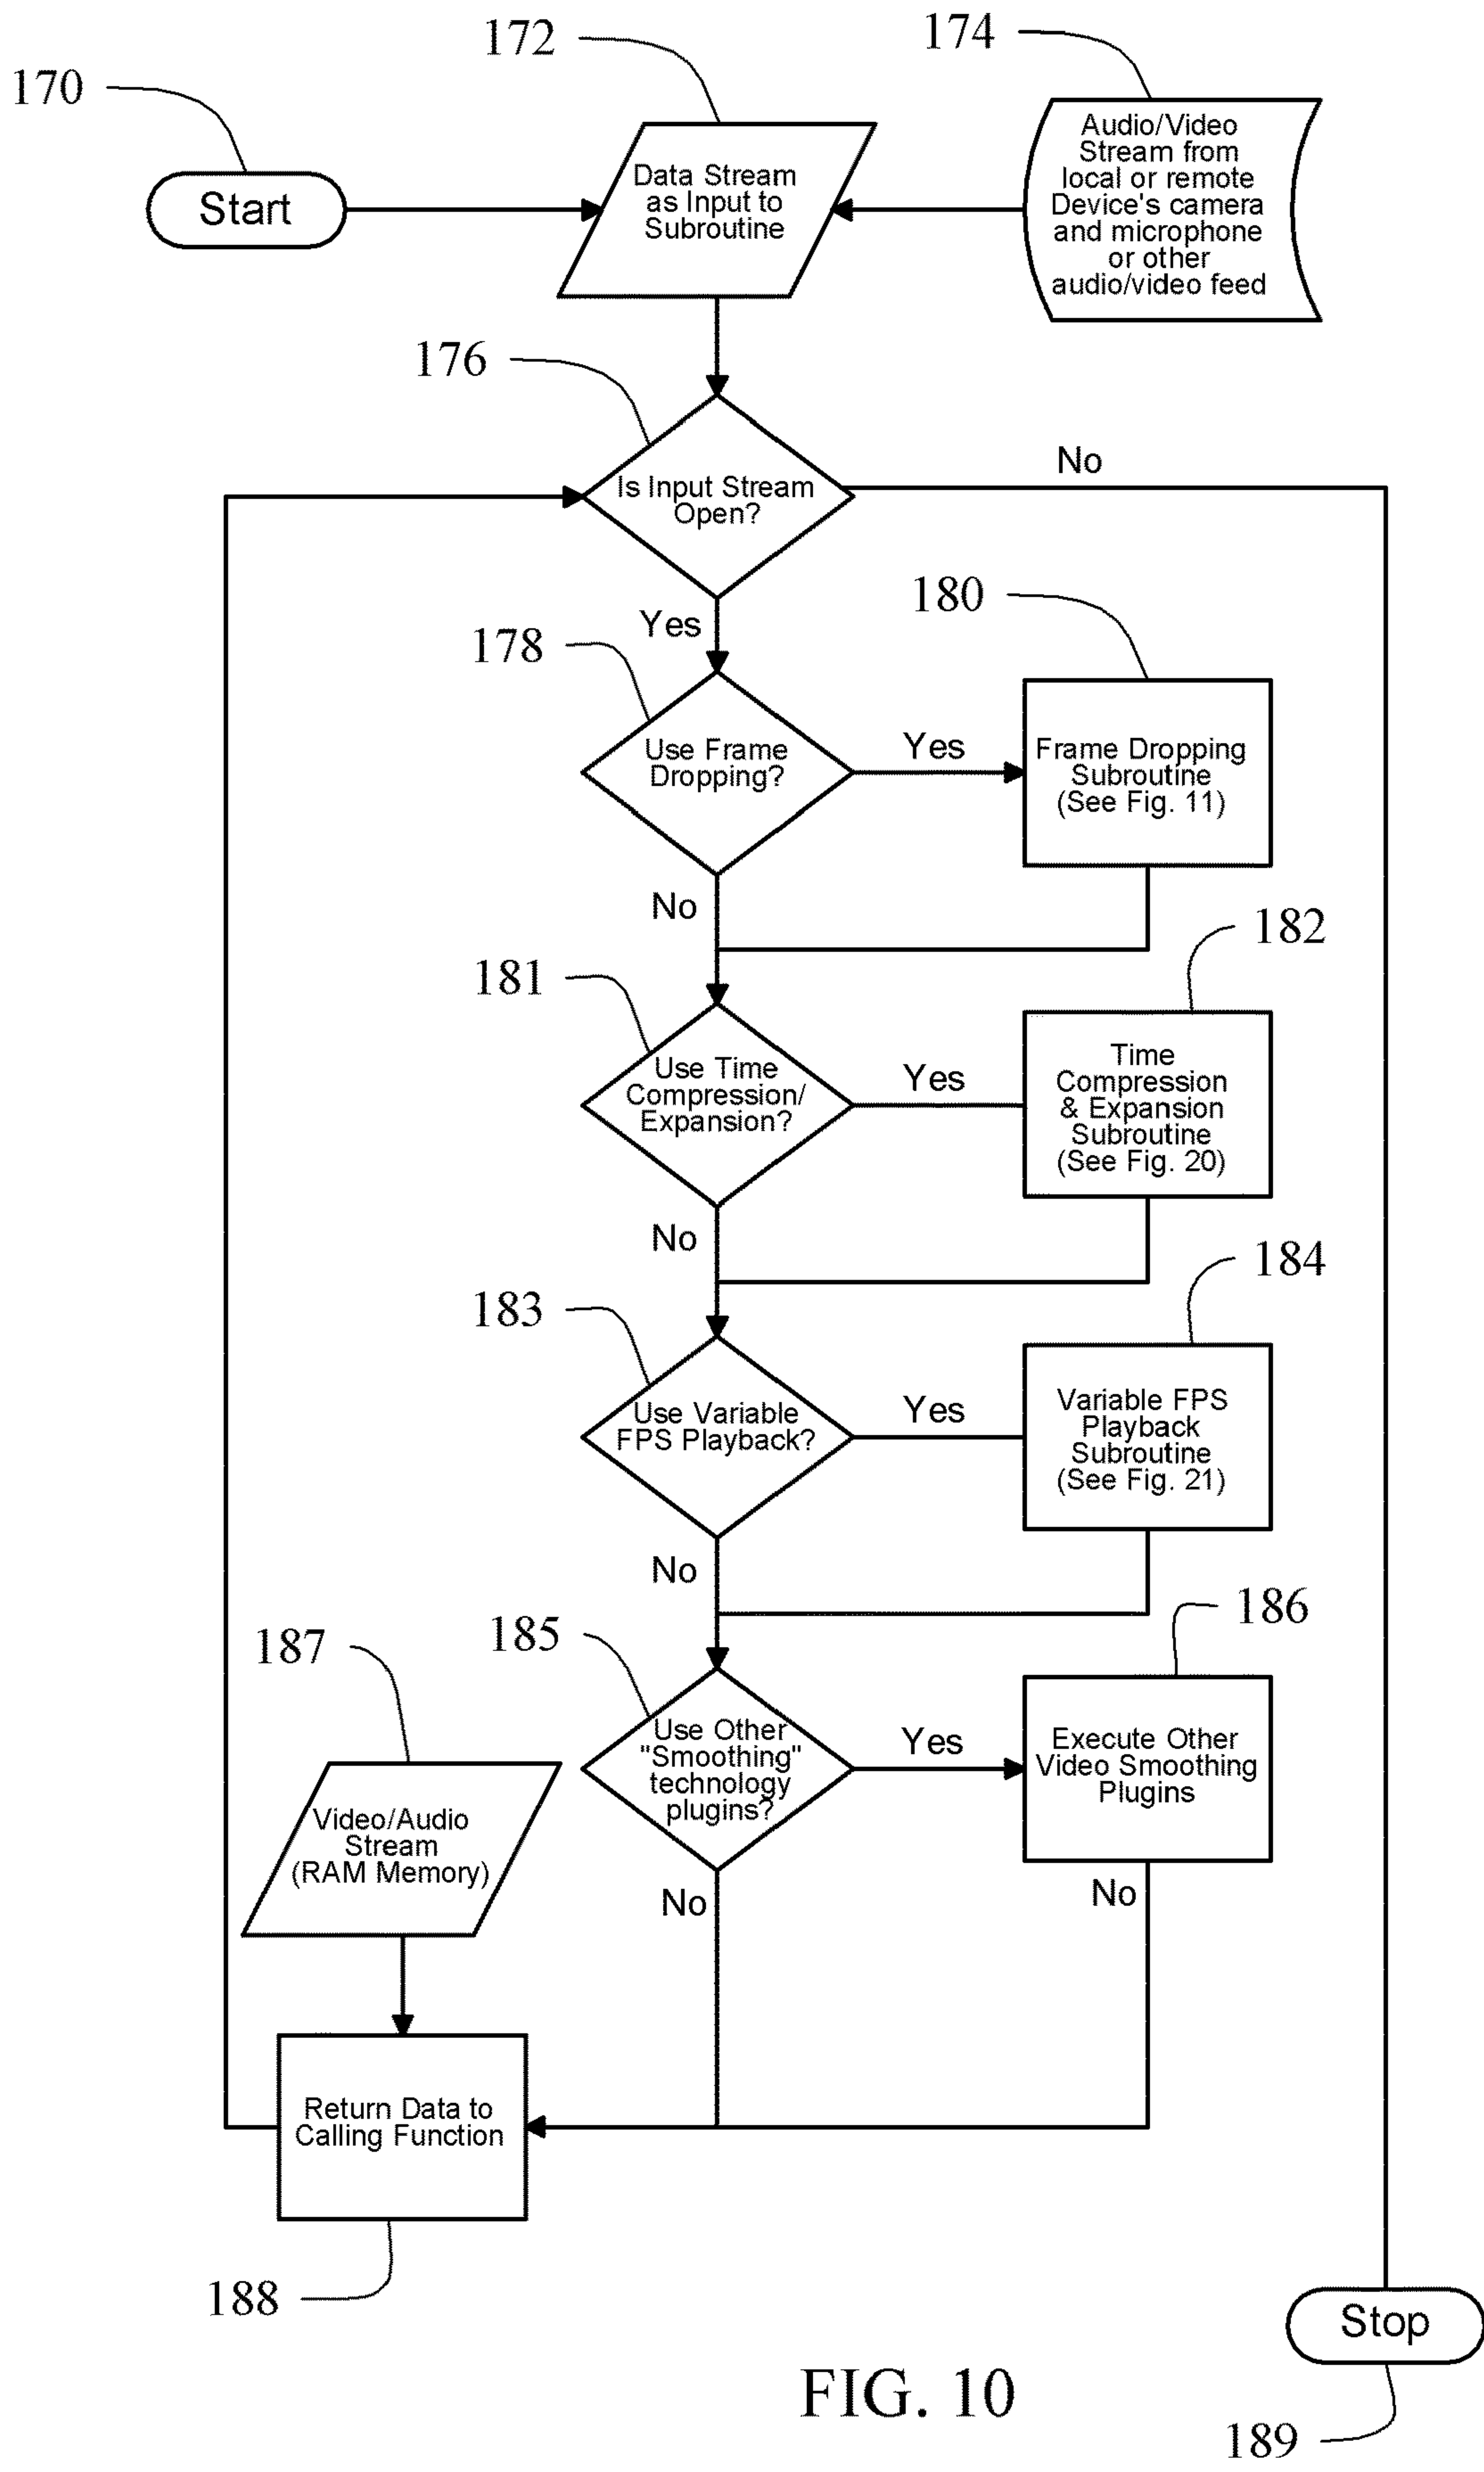 170
172
174
Start
Data Stream
as Input to
Subroutine
Audio/Video
Stream from
local or remote
Device's camera
and microphone
or other
audio/video feed
176
Is Input Stream
Open?
No
Yes
178
180
Use Frame
Dropping?
Yes
Frame Dropping
Subroutine
(See Fig. 11)
No
181
182
Use Time
Compression/
Expansion?
Yes
Time
Compression
& Expansion
Subroutine
(See Fig. 20)
No
183
184
Use Variable
FPS Playback?
Yes
Variable FPS
Playback
Subroutine
(See Fig. 21)
No
185
186
187
Use Other
"Smoothing"
technology
plugins?
Yes
Execute Other
Video Smoothing
Plugins
Video/Audio
Stream
(RAM Memory)
No
No
Return Data to
Calling Function
188
Stop
189
FIG. 10